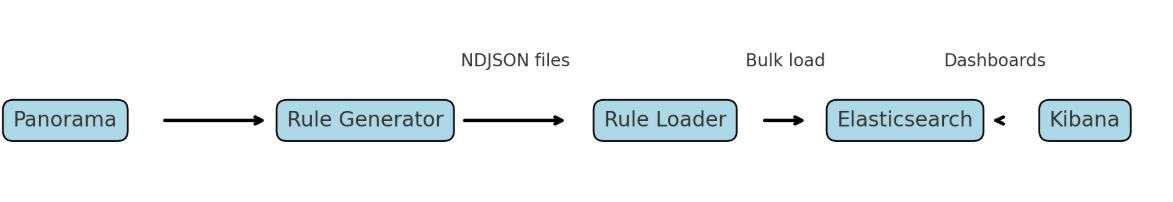 NDJSON files
Bulk load
Dashboards
Panorama
Rule Generator
Rule Loader
Elasticsearch
Kibana